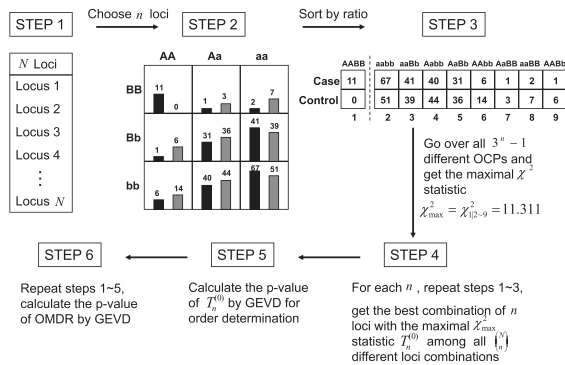 STEP 1
Choose n loci
STEP 2
Sort by ratio
STEP 3
N Loci
Locus 1
Locus 2
Locus 3
Locus 4
⋮
Locus N
AA Aa aa
BB
11 0 1 3 2 7
Bb
1 6 31 36 41 39
bb
6 14 40 44 67 51
AABB aabb aaBb Aabb AaBb AAbb AaBB aaBB AABb
Case 11 67 41 40 31 6 1 2 1
Control 0 51 39 44 36 14 3 7 6
1 2 3 4 5 6 7 8 9
Go over all 3^n − 1
different OCPs and
get the maximal χ^2
statistic
χ^2_max = χ^2_1|2~9 = 11.311
STEP 6
STEP 5
STEP 4
Repeat steps 1~5,
calculate the p-value
of OMDR by GEVD
Calculate the p-value
of T_n^(0) by GEVD for
order determination
For each n , repeat steps 1~3,
get the best combination of n
loci with the maximal χ^2_max
statistic T_n^(0) among all (N n)
different loci combinations